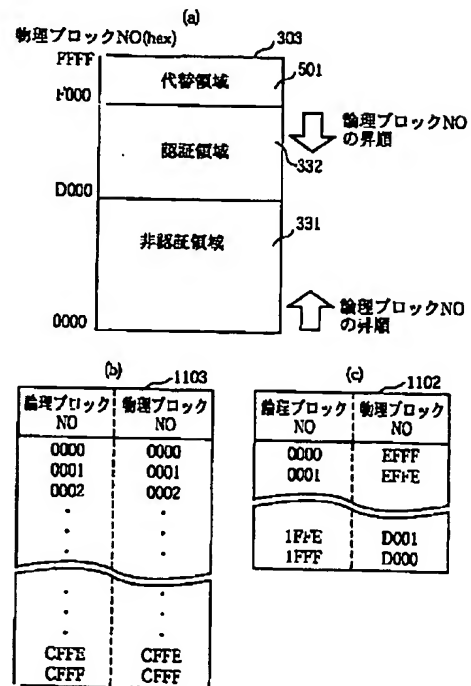 (a)
物理ブロックNO(hex)
303
FFFF
代替領域
501
F000
論理ブロックNO
の昇順
認証領域
332
D000
331
非認証領域
論理ブロックNO
の昇順
0000
(b)
1103
論理ブロック 物理ブロック
NO NO
0000 0000
0001 0001
0002 0002
CFFE CFFE
CFFF CFFF
(c)
1102
論理ブロック 物理ブロック
NO NO
0000 EFFF
0001 EFFE
1FFE D001
1FFF D000